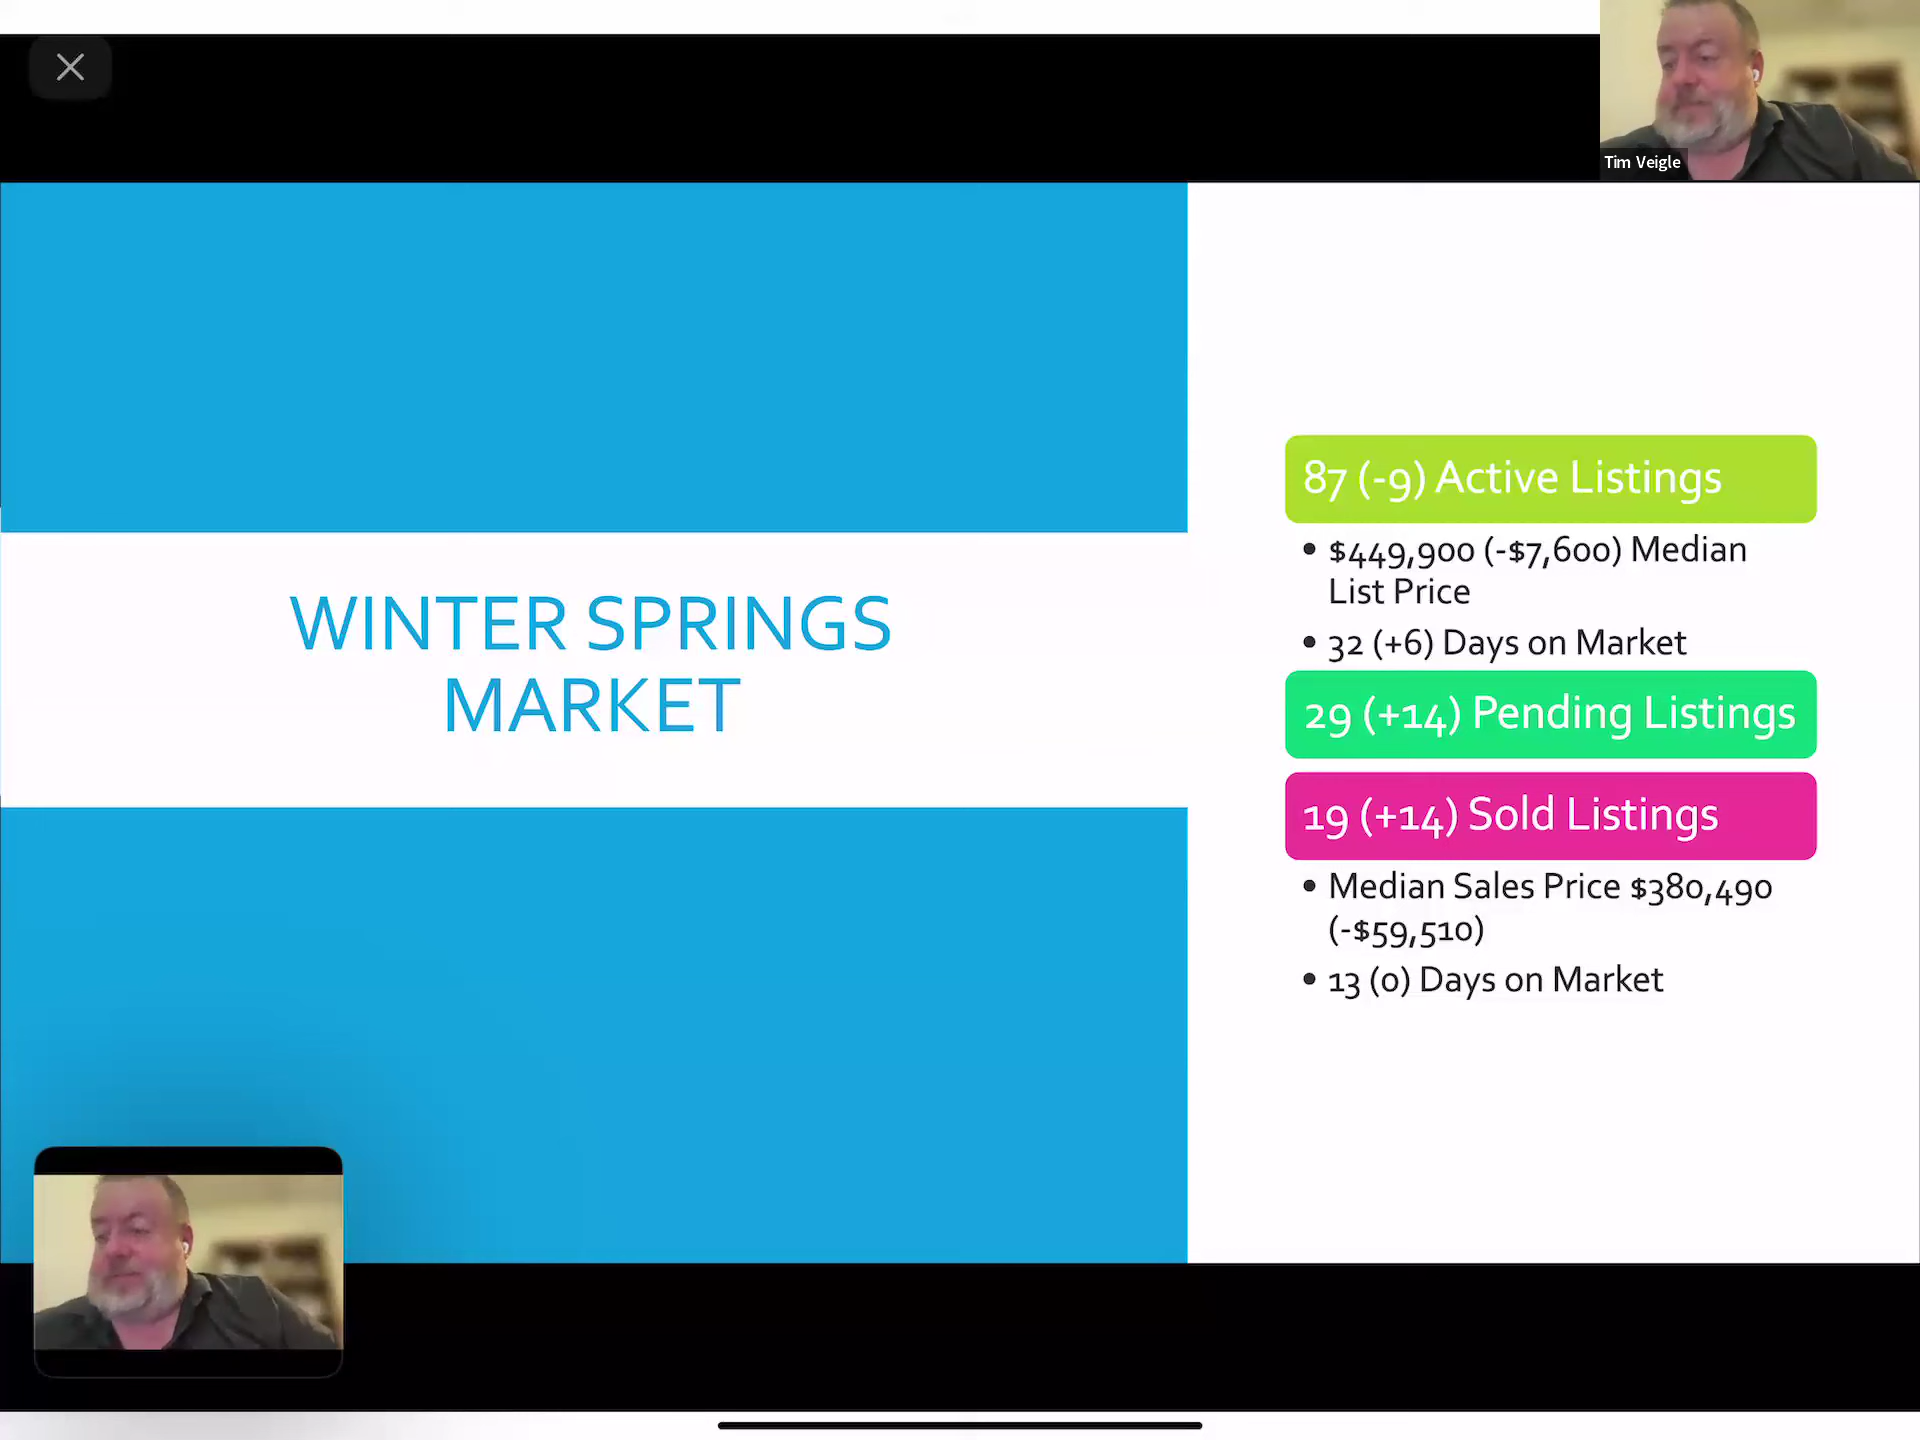 Tim Veigle
WINTER SPRINGS
MARKET
87 (-9) Active Listings
• $449,900 (-$7,600) Median
List Price
• 32 (+6) Days on Market
29 (+14) Pending Listings
19 (+14) Sold Listings
• Median Sales Price $380,490
(-$59,510)
• 13 (0) Days on Market